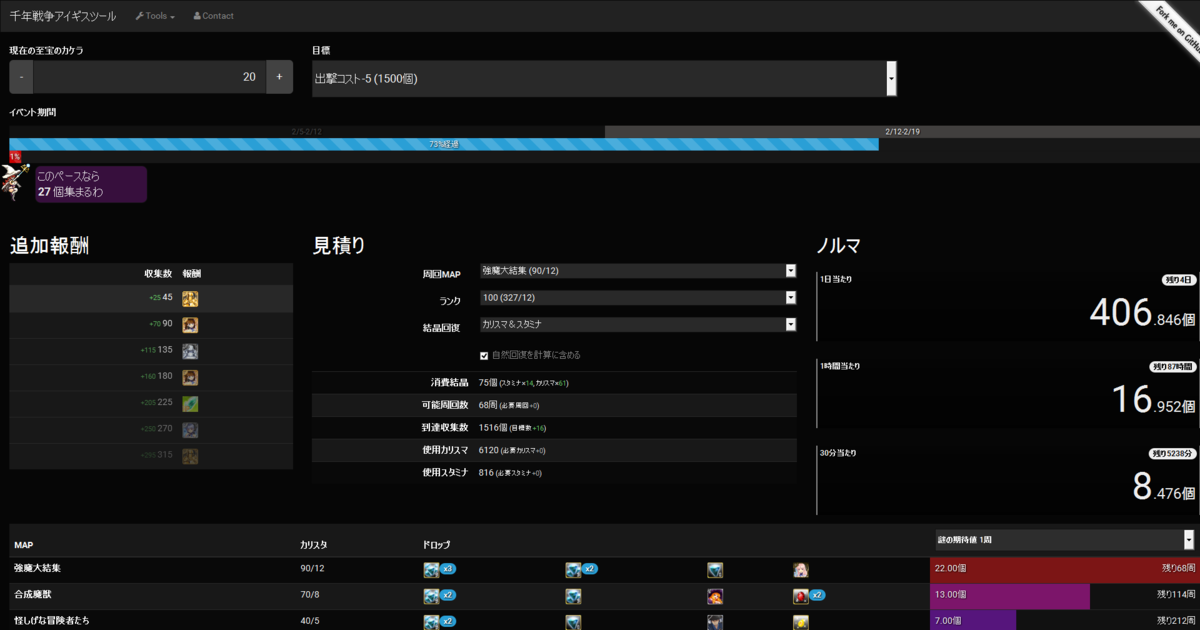 千年戦争アイギスツール Tools Contact
Fork me on GitHu
現在の至宝のカケラ 目標
- 20 + 出撃コスト-5 (1500個)
イベント期間
2/5-2/12 2/12-2/19
73%経過
1%
このペースなら
27 個集まるわ
追加報酬
収集数 報酬
+25 45
+70 90
+115 135
+160 180
+205 225
+250 270
+295 315
見積り
周回MAP 強魔大結集 (90/12)
ランク 100 (327/12)
結晶回復 カリスマ&スタミナ
自然回復を計算に含める
消費結晶 75個 (スタミナ×14, カリスマ×61)
可能周回数 68周 (必要周回+0)
到達収集数 1516個 (目標数+16)
使用カリスマ 6120 (必要カリスマ+0)
使用スタミナ 816 (必要スタミナ+0)
ノルマ
1日当たり 残り4日
406.846個
1時間当たり 残り87時間
16.952個
30分当たり 残り5238分
8.476個
MAP カリスタ ドロップ 謎の期待値 1周
強魔大結集 90/12 x3 x2 22.00個 残り68周
合成魔獣 70/8 x2 x2 13.00個 残り114周
怪しげな冒険者たち 40/5 x2 7.00個 残り212周